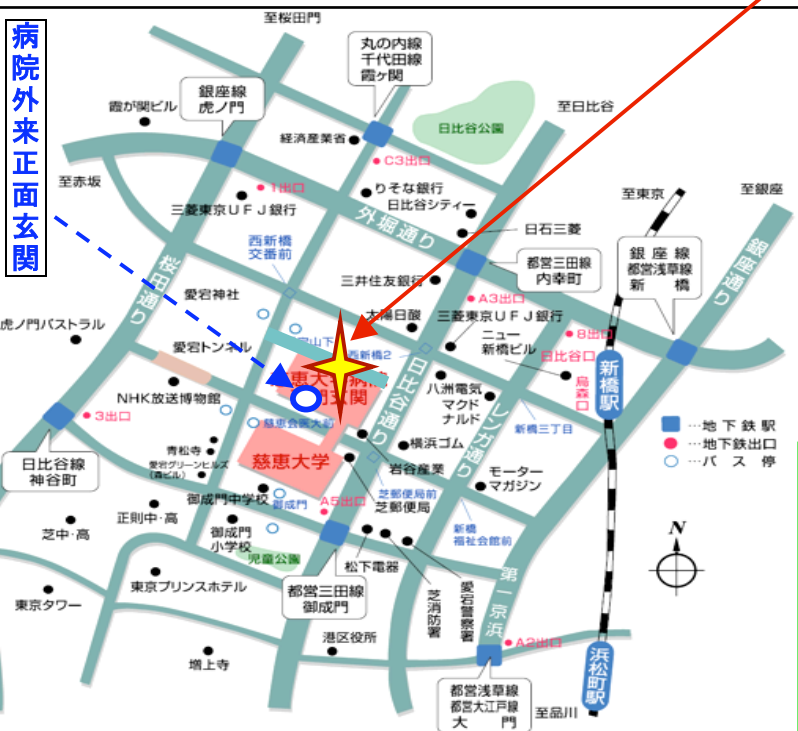 病院外来正面玄関
至桜田門
丸の内線
千代田線
霞ヶ関
銀座線
虎ノ門
霞が関ビル
経済産業省
日比谷公園
至日比谷
C3出口
至赤坂
1出口
りそな銀行
日比谷シティー
三菱東京UFJ銀行
外堀通り
日石三菱
至東京
至銀座
西新橋
交番前
都営三田線
内幸町
銀座線
都営浅草線
新橋
銀座通り
桜田通り
愛宕神社
三井住友銀行
A3出口
太陽日酸
三菱東京UFJ銀行
8出口
虎ノ門パストラル
愛宕トンネル
西新橋2
ニュー
新橋ビル
日比谷口
烏森口
新橋駅
日比谷通り
NHK放送博物館
八洲電気
マクド
ナルド
レンガ通り
新橋三丁目
3出口
慈恵会医大前
横浜ゴム
地下鉄駅
地下鉄出口
バス停
日比谷線
神谷町
青松寺
愛宕グリーンヒルズ
(森ビル)
慈恵大学
岩谷産業
モーター
マガジン
御成門中学校
御成門
A5出口
芝郵便局前
芝郵便局
正則中・高
芝中・高
御成門
小学校
新橋
福祉会館前
N
児童公園
松下電器
第一京浜
東京プリンスホテル
東京タワー
都営三田線
御成門
芝消防署
愛宕警察署
港区役所
A2出口
増上寺
浜松町駅
都営浅草線
都営大江戸線
大門
至品川